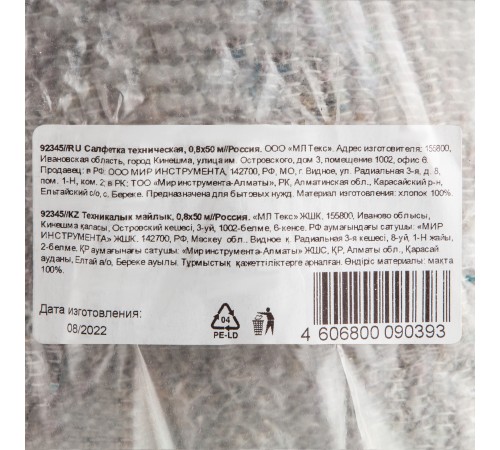 92345//RU Салфетка техническая, 0,8х50 м//Россия. ООО «МЛ Текс». Адрес изготовителя: 155800,
Ивановская область, город Кинешма, улица им. Островского, дом 3, помещение 1002, офис 6.
Продавец: в РФ: ООО МИР ИНСТРУМЕНТА, 142700, РФ, МО, г. Видное, ул. Радиальная 3-я, д. 8,
пом. 1-Н, ком. 2; в РК: ТОО «Мир инструмента-Алматы», РК, Алматинская обл., Карасайский р-н,
Ельтайский с/о, с. Береке. Предназначена для бытовых нужд. Материал изготовления: хлопок 100%.
92345//KZ Техникалық майлық, 0,8х50 м//Россия. «МЛ Текс» ЖШҚ, 155800, Иваново облысы,
Кинешма қаласы, Островский көшесі, 3-үй, 1002-бөлме, 6-кеңсе. РФ аумағындағы сатушы: «МИР
ИНСТРУМЕНТА» ЖШҚ. 142700, РФ, Мәскеу обл., Видное қ. Радиальная 3-я көшесі, 8-үй, 1-Н жайы,
2-бөлме. ҚР аумағынағы сатушы: «Мир инструмента-Алматы» ЖШС, ҚР, Алматы обл., Қарасай
ауданы, Елтай а/о, Береке ауылы. Тұрмыстық қажеттіліктерге арналған. Өндіріс материалы: мақта
100%.
Дата изготовления:
08/2022
04
PE-LD
4 606800 090393